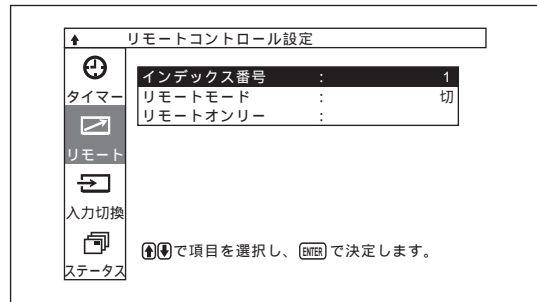 リモートコントロール設定
タイマー
インデックス番号 : 1
リモートモード : 切
リモートオンリー :
リモート
入力切換
ステータス
で項目を選択し、ENTERで決定します。